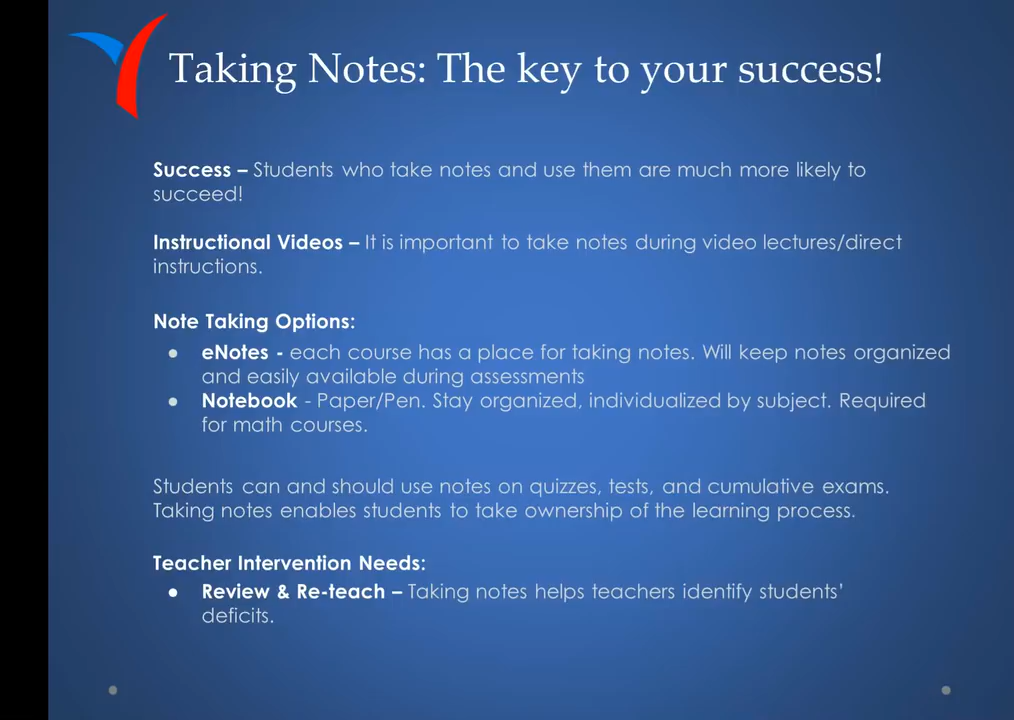 Taking Notes: The key to your success!
Success – Students who take notes and use them are much more likely to
succeed!
Instructional Videos – It is important to take notes during video lectures/direct
instructions.
Note Taking Options:
● eNotes - each course has a place for taking notes. Will keep notes organized
and easily available during assessments
● Notebook - Paper/Pen. Stay organized, individualized by subject. Required
for math courses.
Students can and should use notes on quizzes, tests, and cumulative exams.
Taking notes enables students to take ownership of the learning process.
Teacher Intervention Needs:
● Review & Re-teach – Taking notes helps teachers identify students’
deficits.